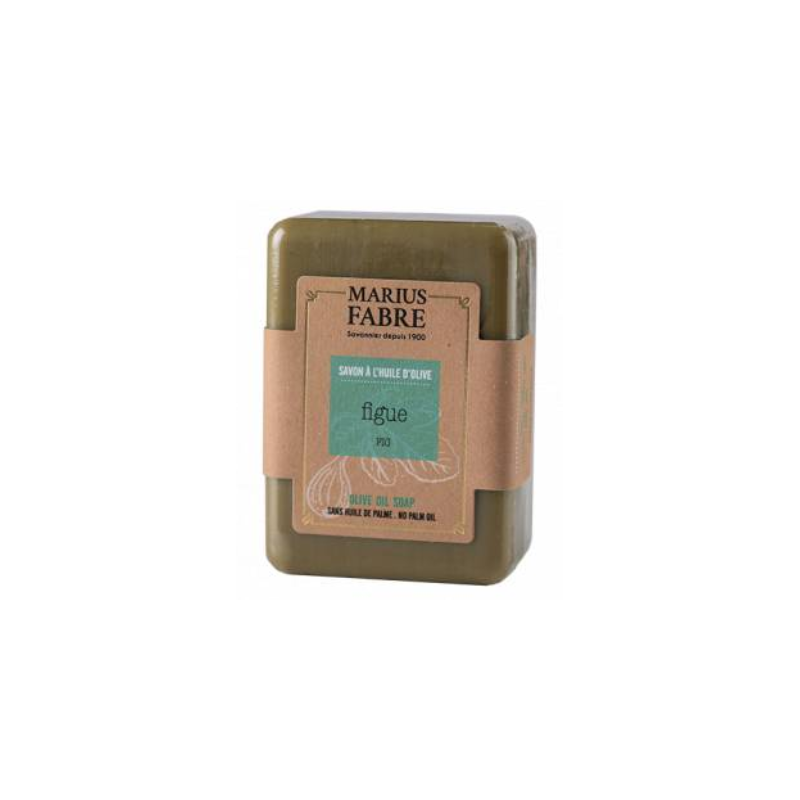 MARIUS
FABRE
Savonnier depuis 1900
SAVON À L'HUILE D'OLIVE
figue
FIG
OLIVE OIL SOAP
SANS HUILE DE PALME . NO PALM OIL